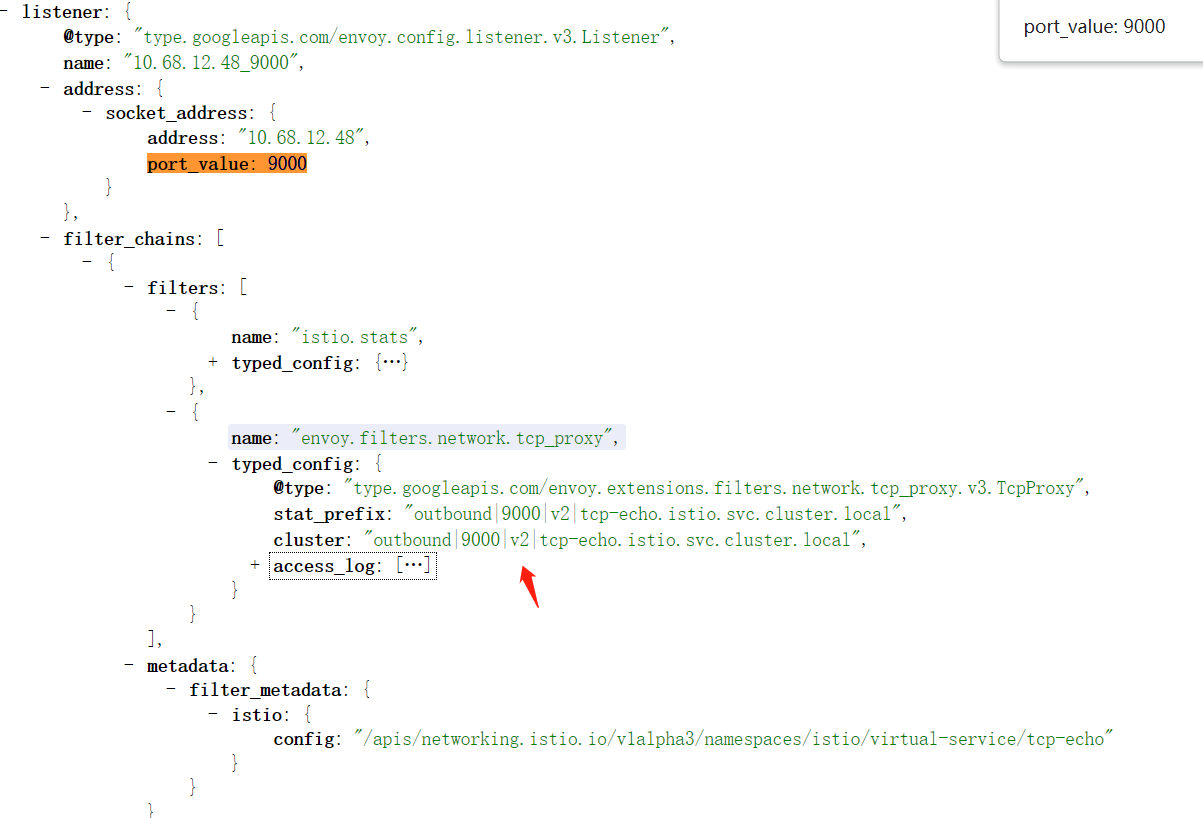 - listener: {
@type: "type.googleapis.com/envoy.config.listener.v3.Listener",
name: "10.68.12.48_9000",
- address: {
- socket_address: {
address: "10.68.12.48",
port_value: 9000
}
},
- filter_chains: [
- {
- filters: [
- {
name: "istio.stats",
+ typed_config: {…}
},
- {
name: "envoy.filters.network.tcp_proxy",
- typed_config: {
@type: "type.googleapis.com/envoy.extensions.filters.network.tcp_proxy.v3.TcpProxy",
stat_prefix: "outbound|9000|v2|tcp-echo.istio.svc.cluster.local",
cluster: "outbound|9000|v2|tcp-echo.istio.svc.cluster.local",
+ access_log: […]
}
}
],
- metadata: {
- filter_metadata: {
- istio: {
config: "/apis/networking.istio.io/v1alpha3/namespaces/istio/virtual-service/tcp-echo"
}
}
}
port_value: 9000